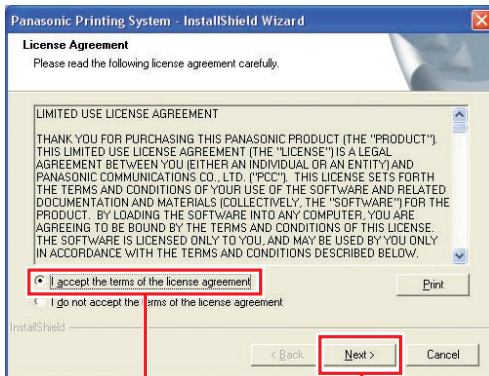 Panasonic Printing System - InstallShield Wizard
License Agreement
Please read the following license agreement carefully.
LIMITED USE LICENSE AGREEMENT
THANK YOU FOR PURCHASING THIS PANASONIC PRODUCT (THE "PRODUCT").
THIS LIMITED USE LICENSE AGREEMENT (THE "LICENSE") IS A LEGAL
AGREEMENT BETWEEN YOU (EITHER AN INDIVIDUAL OR AN ENTITY) AND
PANASONIC COMMUNICATIONS CO., LTD. ("PCC"). THIS LICENSE SETS FORTH
THE TERMS AND CONDITIONS OF YOUR USE OF THE SOFTWARE AND RELATED
DOCUMENTATION AND MATERIALS (COLLECTIVELY, THE "SOFTWARE") FOR THE
PRODUCT. BY LOADING THE SOFTWARE INTO ANY COMPUTER, YOU ARE
AGREEING TO BE BOUND BY THE TERMS AND CONDITIONS OF THIS LICENSE.
THE SOFTWARE IS LICENSED ONLY TO YOU, AND MAY BE USED BY YOU ONLY
IN ACCORDANCE WITH THE TERMS AND CONDITIONS DESCRIBED BELOW.
I accept the terms of the license agreement
Print
I do not accept the terms of the license agreement
InstallShield
< Back
Next >
Cancel